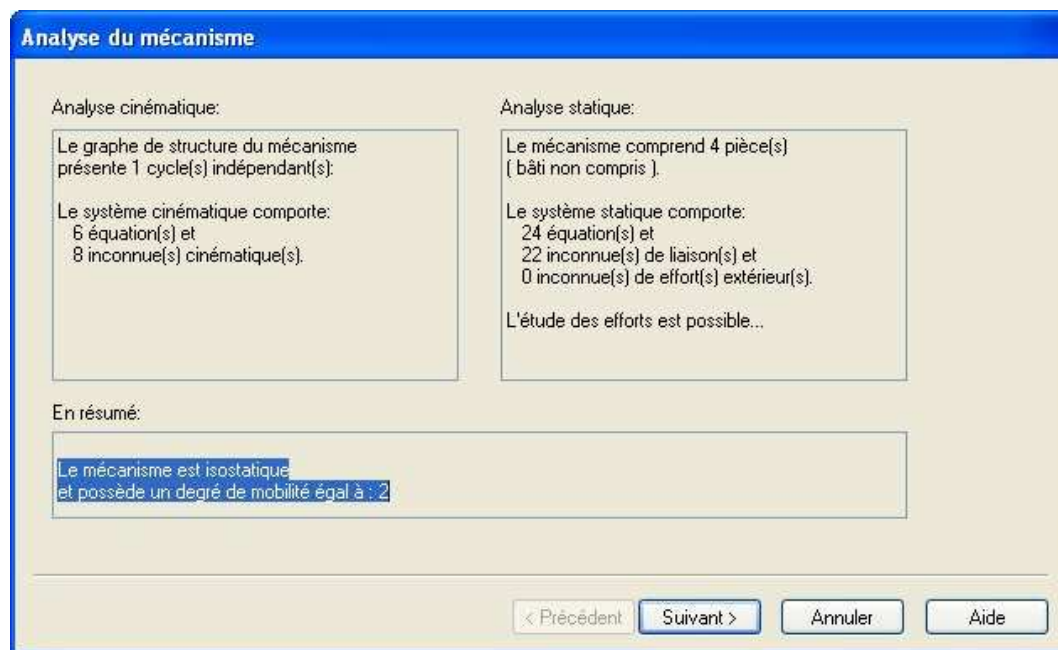 Analyse du mécanisme
Analyse cinématique:
Le graphe de structure du mécanisme
présente 1 cycle(s) indépendant(s):
Le système cinématique comporte:
6 équation(s) et
8 inconnue(s) cinématique(s).
Analyse statique:
Le mécanisme comprend 4 pièce(s)
( bâti non compris ).
Le système statique comporte:
24 équation(s) et
22 inconnue(s) de liaison(s) et
0 inconnue(s) de effort(s) extérieur(s).
L'étude des efforts est possible...
En résumé:
Le mécanisme est isostatique
et possède un degré de mobilité égal à : 2
< Précédent
Suivant >
Annuler
Aide